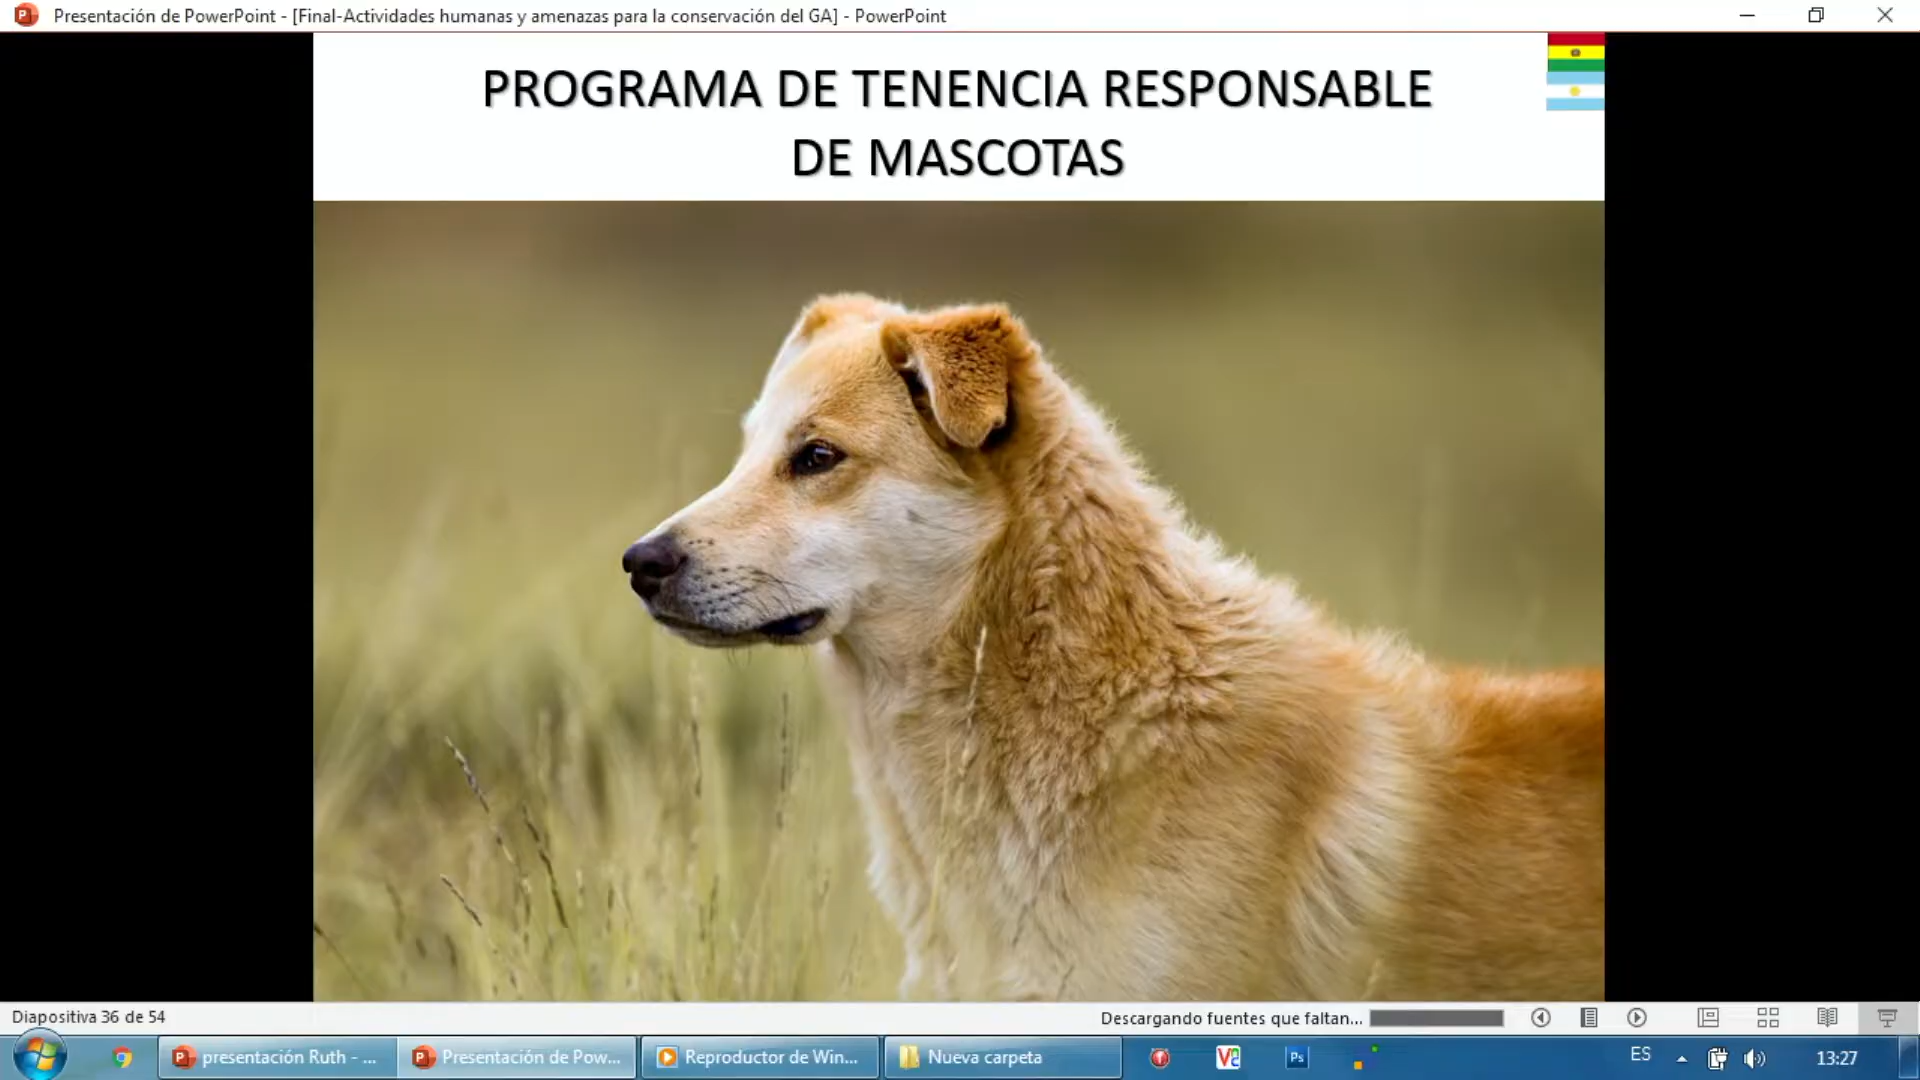 Presentación de PowerPoint - [Final-Actividades humanas y amenazas para la conservación del GA] - PowerPoint
PROGRAMA DE TENENCIA RESPONSABLE
DE MASCOTAS
Diapositiva 36 de 54
Descargando fuentes que faltan...
presentación Ruth - ...
Presentación de Pow...
Reproductor de Win...
Nueva carpeta
Ps
ES
13:27